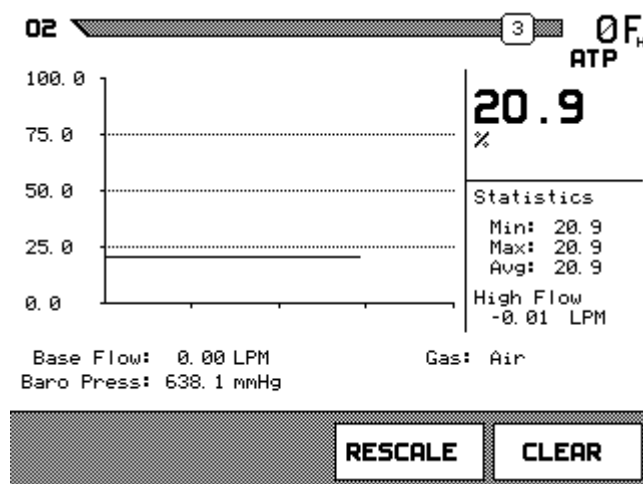 O2
3
ØF
ATP
100.0
75.0
50.0
25.0
0.0
20.9
%
Statistics
Min: 20.9
Max: 20.9
Avg: 20.9
High Flow
-0.01 LPM
Base Flow: 0.00 LPM
Gas: Air
Baro Press: 638.1 mmHg
RESCALE
CLEAR